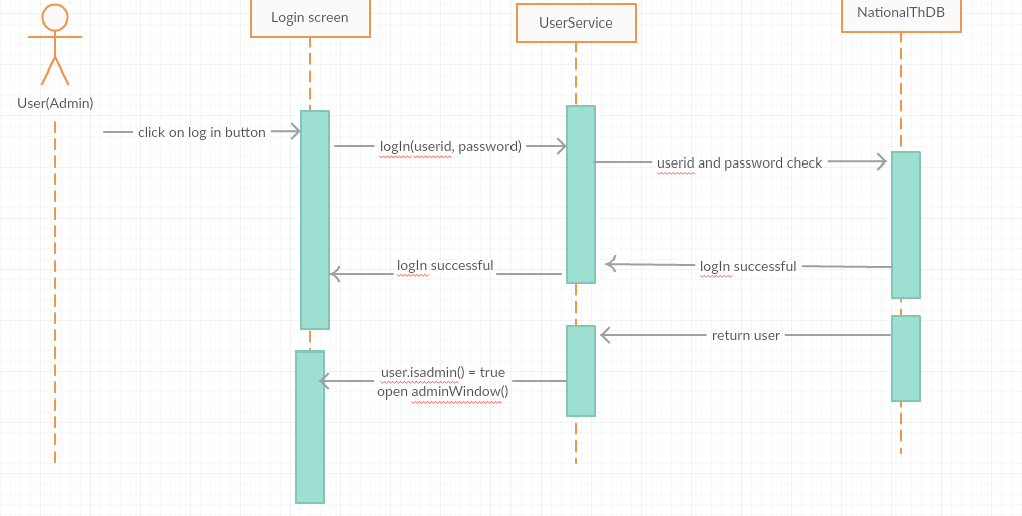 Login screen
UserService
NationalThDB
User(Admin)
click on log in button
logIn(userid, password)
userid and password check
logIn successful
logIn successful
return user
user.isadmin() = true
open adminWindow()